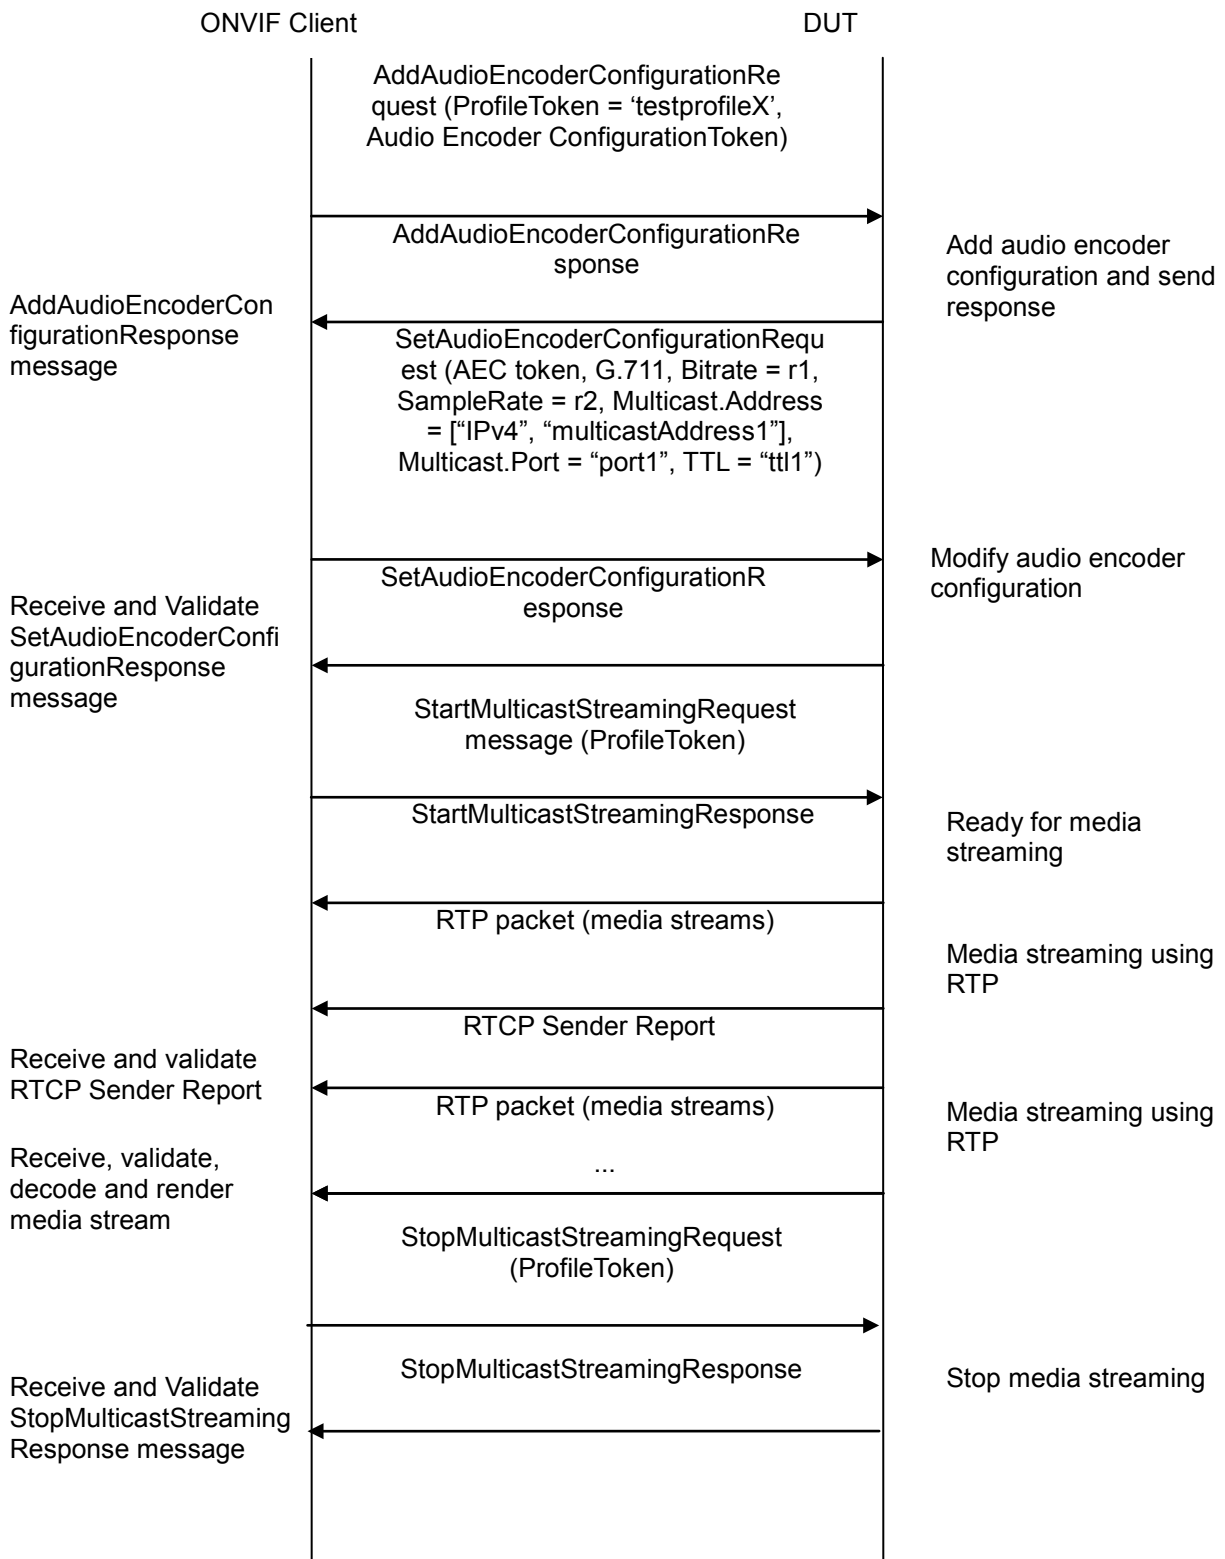 ONVIF Client
DUT
AddAudioEncoderConfigurationRe
quest (ProfileToken = ‘testprofileX’,
Audio Encoder ConfigurationToken)
AddAudioEncoderConfigurationRe
sponse
Add audio encoder
configuration and send
response
AddAudioEncoderCon
figurationResponse
message
SetAudioEncoderConfigurationRequ
est (AEC token, G.711, Bitrate = r1,
SampleRate = r2, Multicast.Address
= [“IPv4”, “multicastAddress1”],
Multicast.Port = “port1”, TTL = “ttl1”)
Modify audio encoder
configuration
SetAudioEncoderConfigurationR
esponse
Receive and Validate
SetAudioEncoderConfi
gurationResponse
message
StartMulticastStreamingRequest
message (ProfileToken)
StartMulticastStreamingResponse
Ready for media
streaming
RTP packet (media streams)
Media streaming using
RTP
RTCP Sender Report
Receive and validate
RTCP Sender Report
RTP packet (media streams)
Media streaming using
RTP
...
Receive, validate,
decode and render
media stream
StopMulticastStreamingRequest
(ProfileToken)
StopMulticastStreamingResponse
Stop media streaming
Receive and Validate
StopMulticastStreaming
Response message